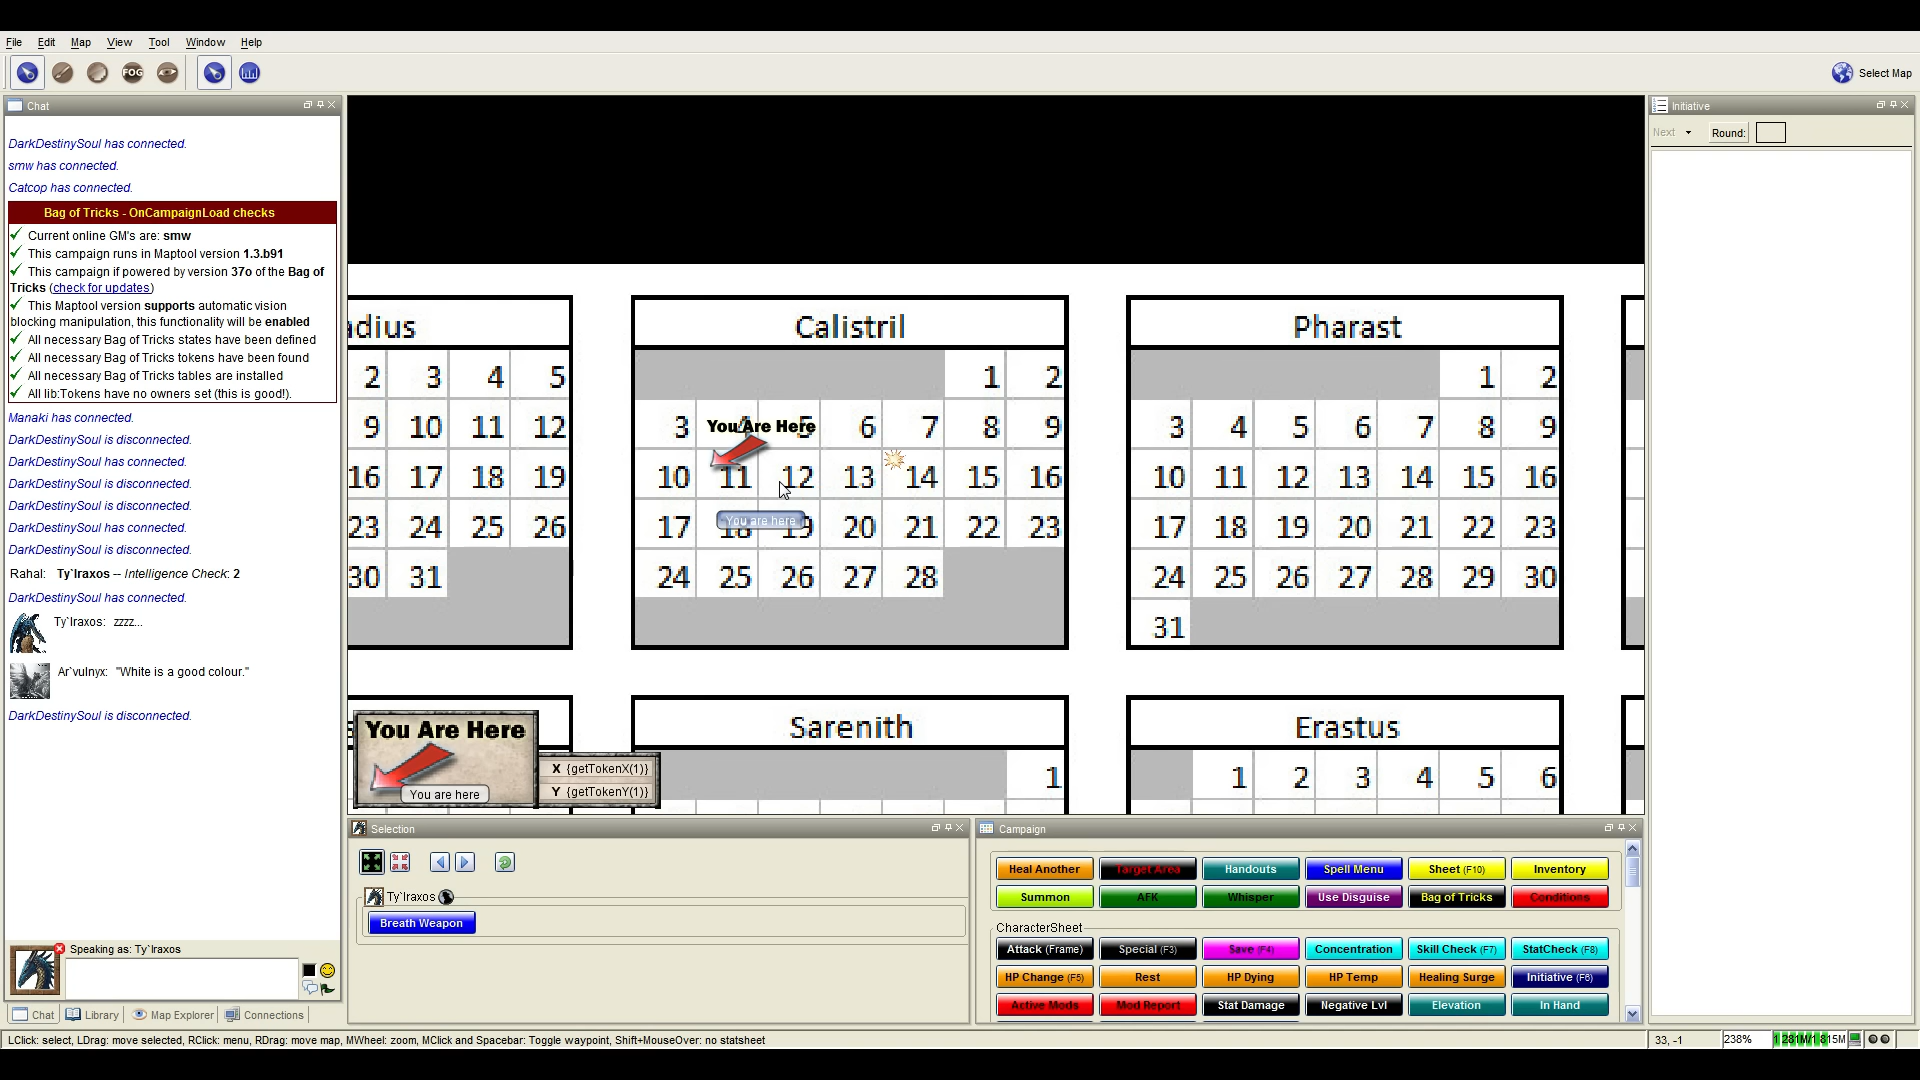 File Edit Map View Tool Window Help
FOG
Select Map
Chat
DarkDestinySoul has connected.
smw has connected.
Catcop has connected.
Bag of Tricks - OnCampaignLoad checks
Current online GM's are: smw
This campaign runs in Maptool version 1.3.b91
This campaign if powered by version 37o of the Bag of
Tricks (check for updates)
This Maptool version supports automatic vision
blocking manipulation, this functionality will be enabled
All necessary Bag of Tricks states have been defined
All necessary Bag of Tricks tokens have been found
All necessary Bag of Tricks tables are installed
All lib:Tokens have no owners set (this is good!).
Manaki has connected.
DarkDestinySoul is disconnected.
DarkDestinySoul has connected.
DarkDestinySoul is disconnected.
DarkDestinySoul is disconnected.
DarkDestinySoul has connected.
DarkDestinySoul is disconnected.
Rahal: Ty`Iraxos -- Intelligence Check: 2
DarkDestinySoul has connected.
Ty`Iraxos: zzzz...
Ar`vulnyx: "White is a good colour."
DarkDestinySoul is disconnected.
Speaking as: Ty`Iraxos
Chat Library Map Explorer Connections
adius
2 3 4 5
9 10 11 12
16 17 18 19
23 24 25 26
30 31
Calistril
1 2
3 4 5 6 7 8 9
You Are Here
10 11 12 13 14 15 16
You are here
17 18 19 20 21 22 23
24 25 26 27 28
Pharast
1 2
3 4 5 6 7 8 9
10 11 12 13 14 15 16
17 18 19 20 21 22 23
24 25 26 27 28 29 30
31
Sarenith
1
Erastus
1 2 3 4 5 6
You Are Here
You are here
X {getTokenX(1)}
Y {getTokenY(1)}
Selection
Ty`Iraxos
Breath Weapon
Campaign
Heal Another Target Area Handouts Spell Menu Sheet (F10) Inventory
Summon AFK Whisper Use Disguise Bag of Tricks Conditions
CharacterSheet
Attack (Frame) Special (F3) Save (F4) Concentration Skill Check (F7) StatCheck (F8)
HP Change (F5) Rest HP Dying HP Temp Healing Surge Initiative (F6)
Active Mods Mod Report Stat Damage Negative Lvl Elevation In Hand
Initiative
Next Round:
LClick: select, LDrag: move selected, RClick: menu, RDrag: move map, MWheel: zoom, MClick and Spacebar: Toggle waypoint, Shift+MouseOver: no statsheet
33, -1 238%